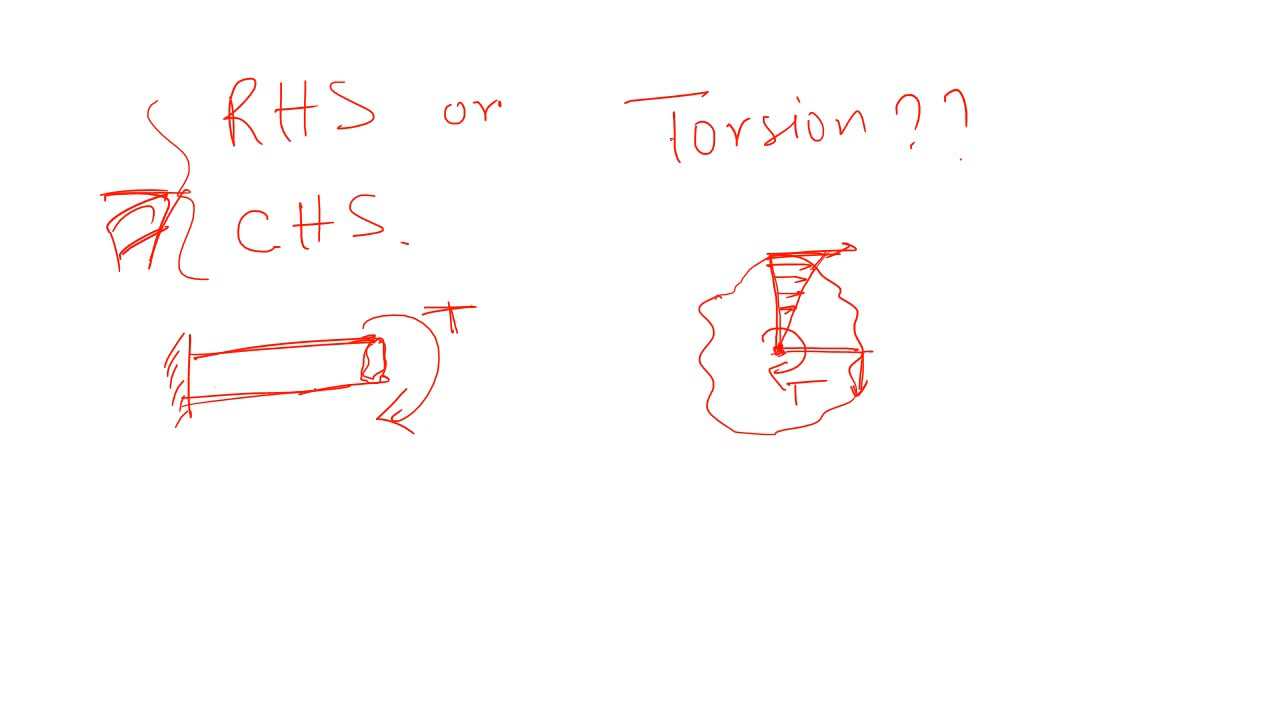 RHS or
Torsion ??
CHS.
T
T